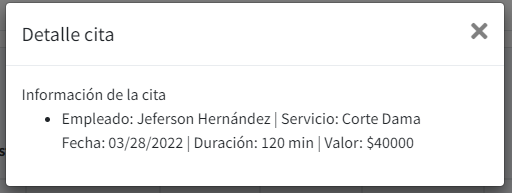 Detalle cita
Información de la cita
Empleado: Jeferson Hernández | Servicio: Corte Dama
Fecha: 03/28/2022 | Duración: 120 min | Valor: $40000